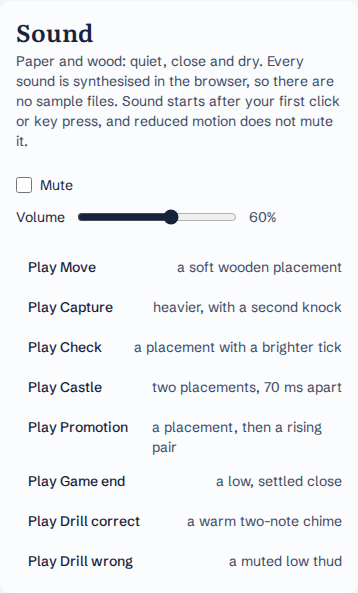 Sound
Paper and wood: quiet, close and dry. Every
sound is synthesised in the browser, so there are
no sample files. Sound starts after your first click
or key press, and reduced motion does not mute
it.
Mute
Volume 60%
Play Move a soft wooden placement
Play Capture heavier, with a second knock
Play Check a placement with a brighter tick
Play Castle two placements, 70 ms apart
Play Promotion a placement, then a rising
pair
Play Game end a low, settled close
Play Drill correct a warm two-note chime
Play Drill wrong a muted low thud